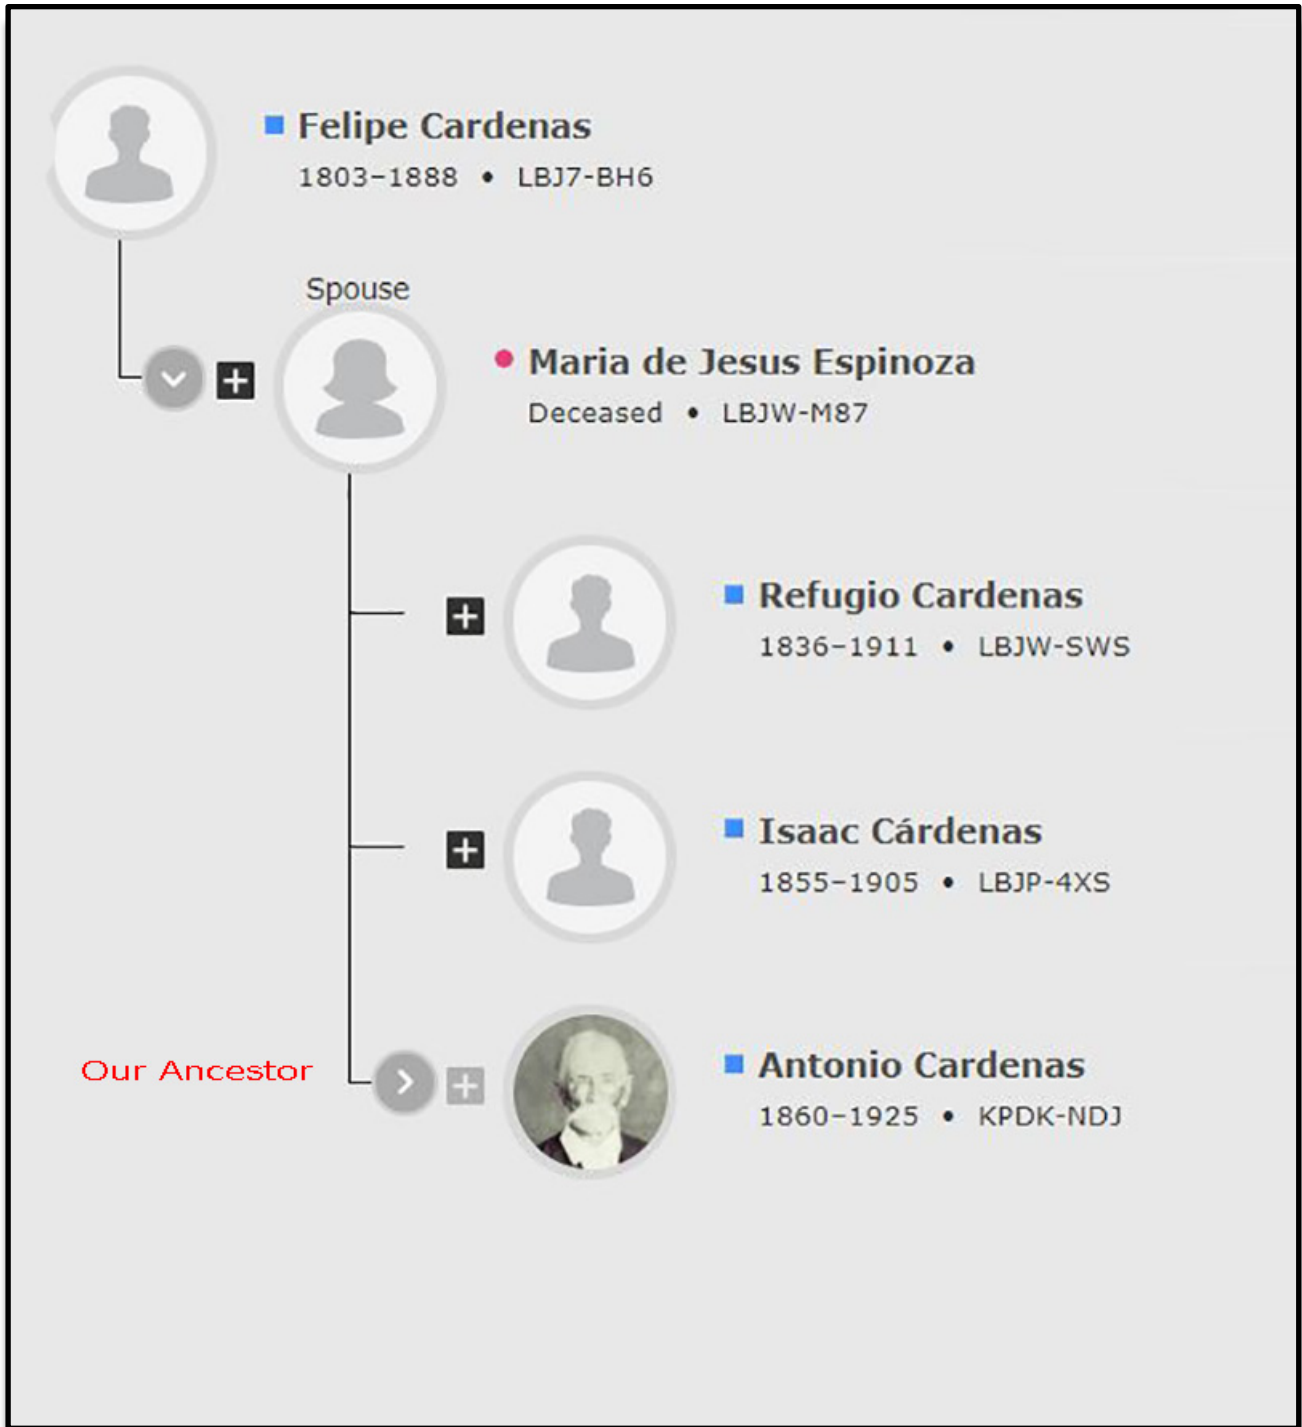 Felipe Cardenas
1803–1888 • LBJ7-BH6
Spouse
Maria de Jesus Espinoza
Deceased • LBJW-M87
Refugio Cardenas
1836–1911 • LBJW-SWS
Isaac Cárdenas
1855–1905 • LBJP-4XS
Our Ancestor
Antonio Cardenas
1860–1925 • KPDK-NDJ